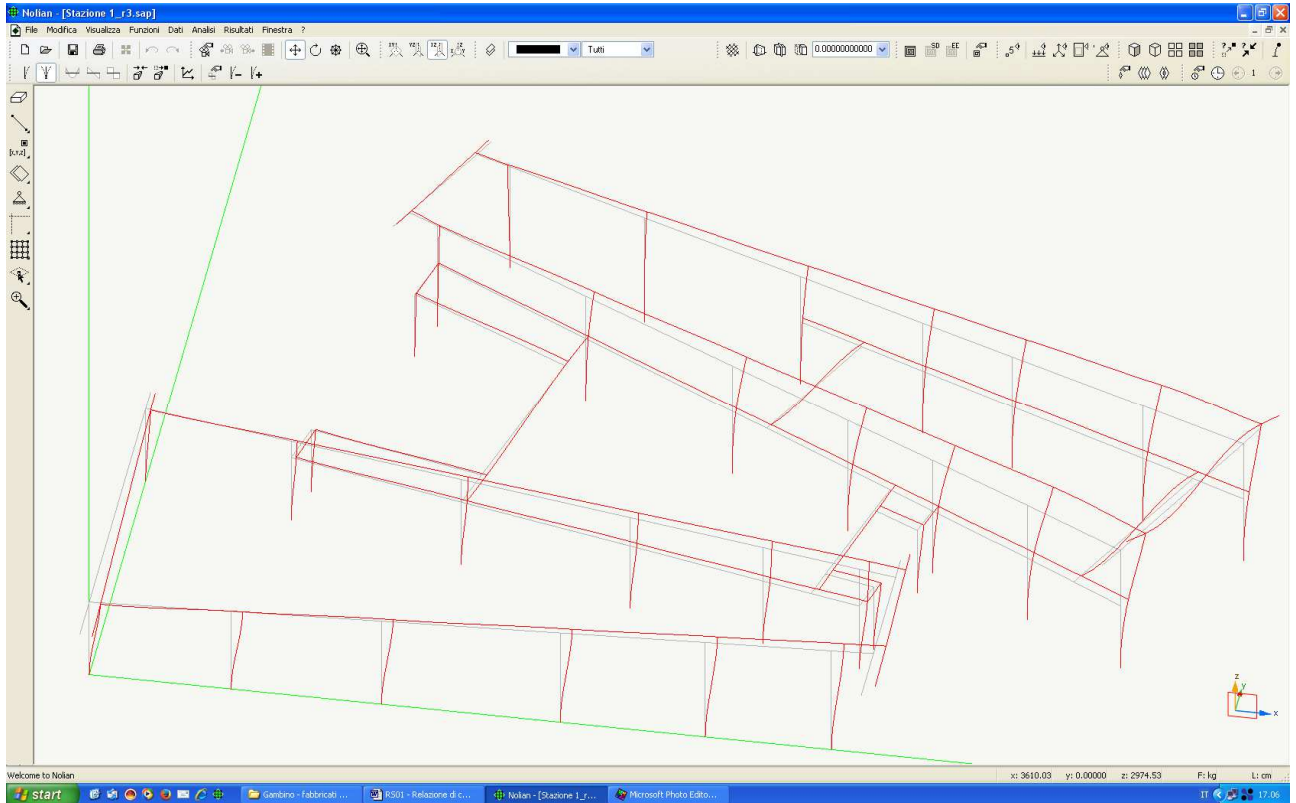 Nolian - [Stazione 1_r3.sap]
File Modifica Visualizza Funzioni Dati Analisi Risultati Finestra ?
Tutti
0.00000000000
1
z
y
x
Welcome to Nolian
x: 3610.03 y: 0.00000 z: 2974.53 F: kg L: cm
start
Gambino - fabbricati ...
RS01 - Relazione di c...
Nolian - [Stazione 1_r...
Microsoft Photo Edito...
IT
17.06